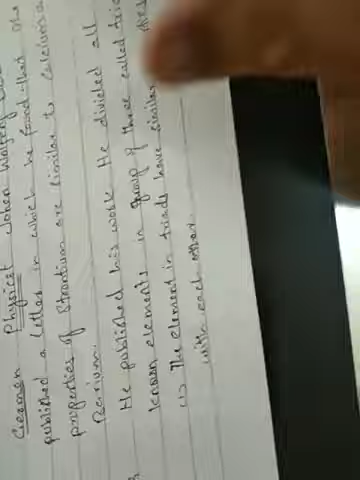 German Physicist Johan Wolfg
published a letter in which he found that the
properties of Strontium are similar to Calcium &
Barium.
He published his work He divided all
known elements in group of three called
i) The element in triads have similar
with each other.